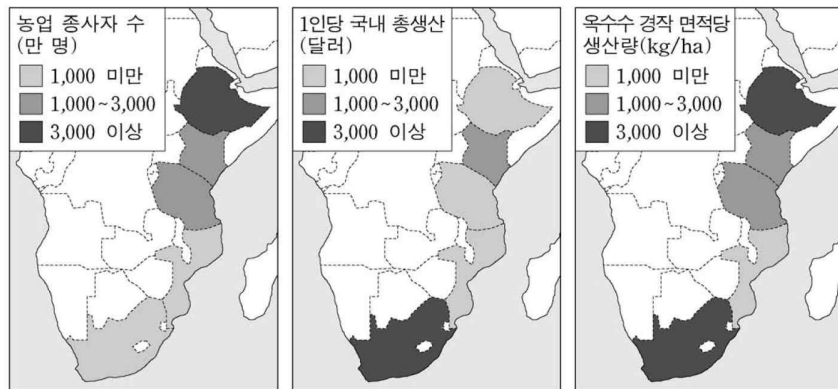 농업 종사자 수
(만 명)
1,000 미만
1,000~3,000
3,000 이상
1인당 국내 총생산
(달러)
1,000 미만
1,000~3,000
3,000 이상
옥수수 경작 면적당
생산량(kg/ha)
1,000 미만
1,000~3,000
3,000 이상